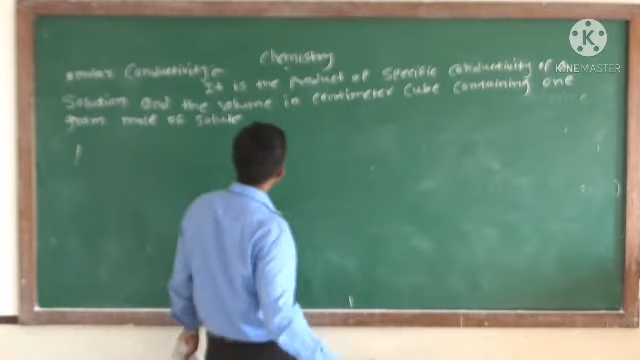 Chemistry
molar Conductivity:-
It is the product of specific conductivity of a
Solution and the volume in centimeter cube containing one
gram mole of solute
K
KINEMASTER